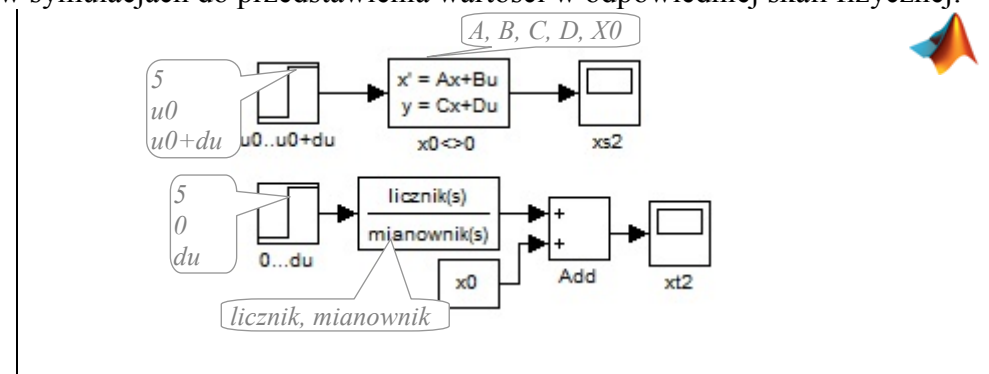 w symulacjach do przedstawienia wartości w odpowiedniej skali fizycznej.
A, B, C, D, X0
5
u0
u0+du
u0..u0+du
x' = Ax+Bu
y = Cx+Du
x0<>0
xs2
5
0
du
0...du
licznik(s)
mianownik(s)
x0
+
+
Add
xt2
licznik, mianownik